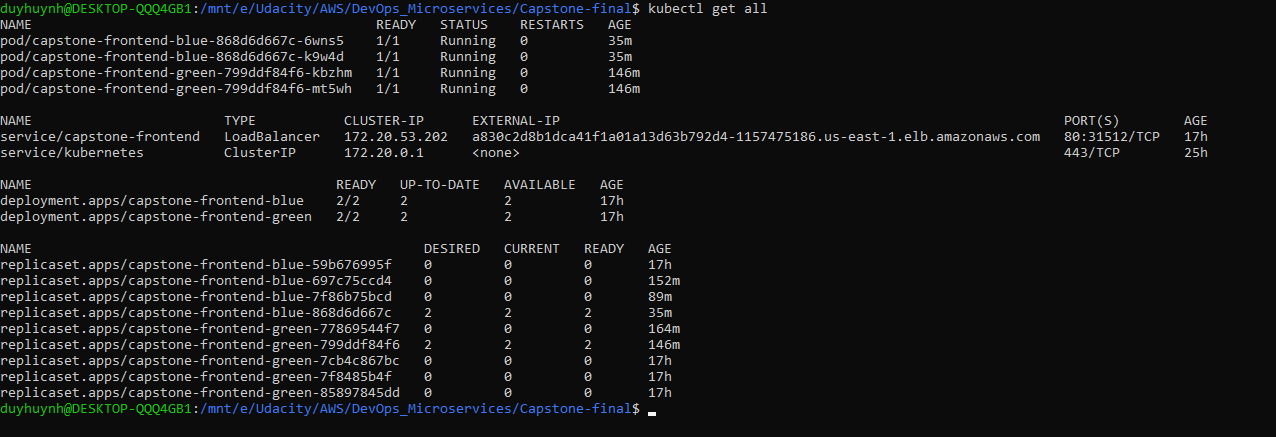 duyhuynh@DESKTOP-QQQ4GB1:/mnt/e/Udacity/AWS/DevOps_Microservices/Capstone-final$ kubectl get all
NAME READY STATUS RESTARTS AGE
pod/capstone-frontend-blue-868d6d667c-6wns5 1/1 Running 0 35m
pod/capstone-frontend-blue-868d6d667c-k9w4d 1/1 Running 0 35m
pod/capstone-frontend-green-799ddf84f6-kbzhm 1/1 Running 0 146m
pod/capstone-frontend-green-799ddf84f6-mt5wh 1/1 Running 0 146m
NAME TYPE CLUSTER-IP EXTERNAL-IP PORT(S) AGE
service/capstone-frontend LoadBalancer 172.20.53.202 a830c2d8b1dca41f1a01a13d63b792d4-1157475186.us-east-1.elb.amazonaws.com 80:31512/TCP 17h
service/kubernetes ClusterIP 172.20.0.1 <none> 443/TCP 25h
NAME READY UP-TO-DATE AVAILABLE AGE
deployment.apps/capstone-frontend-blue 2/2 2 2 17h
deployment.apps/capstone-frontend-green 2/2 2 2 17h
NAME DESIRED CURRENT READY AGE
replicaset.apps/capstone-frontend-blue-59b676995f 0 0 0 17h
replicaset.apps/capstone-frontend-blue-697c75ccd4 0 0 0 152m
replicaset.apps/capstone-frontend-blue-7f86b75bcd 0 0 0 89m
replicaset.apps/capstone-frontend-blue-868d6d667c 2 2 2 35m
replicaset.apps/capstone-frontend-green-77869544f7 0 0 0 164m
replicaset.apps/capstone-frontend-green-799ddf84f6 2 2 2 146m
replicaset.apps/capstone-frontend-green-7cb4c867bc 0 0 0 17h
replicaset.apps/capstone-frontend-green-7f8485b4f 0 0 0 17h
replicaset.apps/capstone-frontend-green-85897845dd 0 0 0 17h
duyhuynh@DESKTOP-QQQ4GB1:/mnt/e/Udacity/AWS/DevOps_Microservices/Capstone-final$